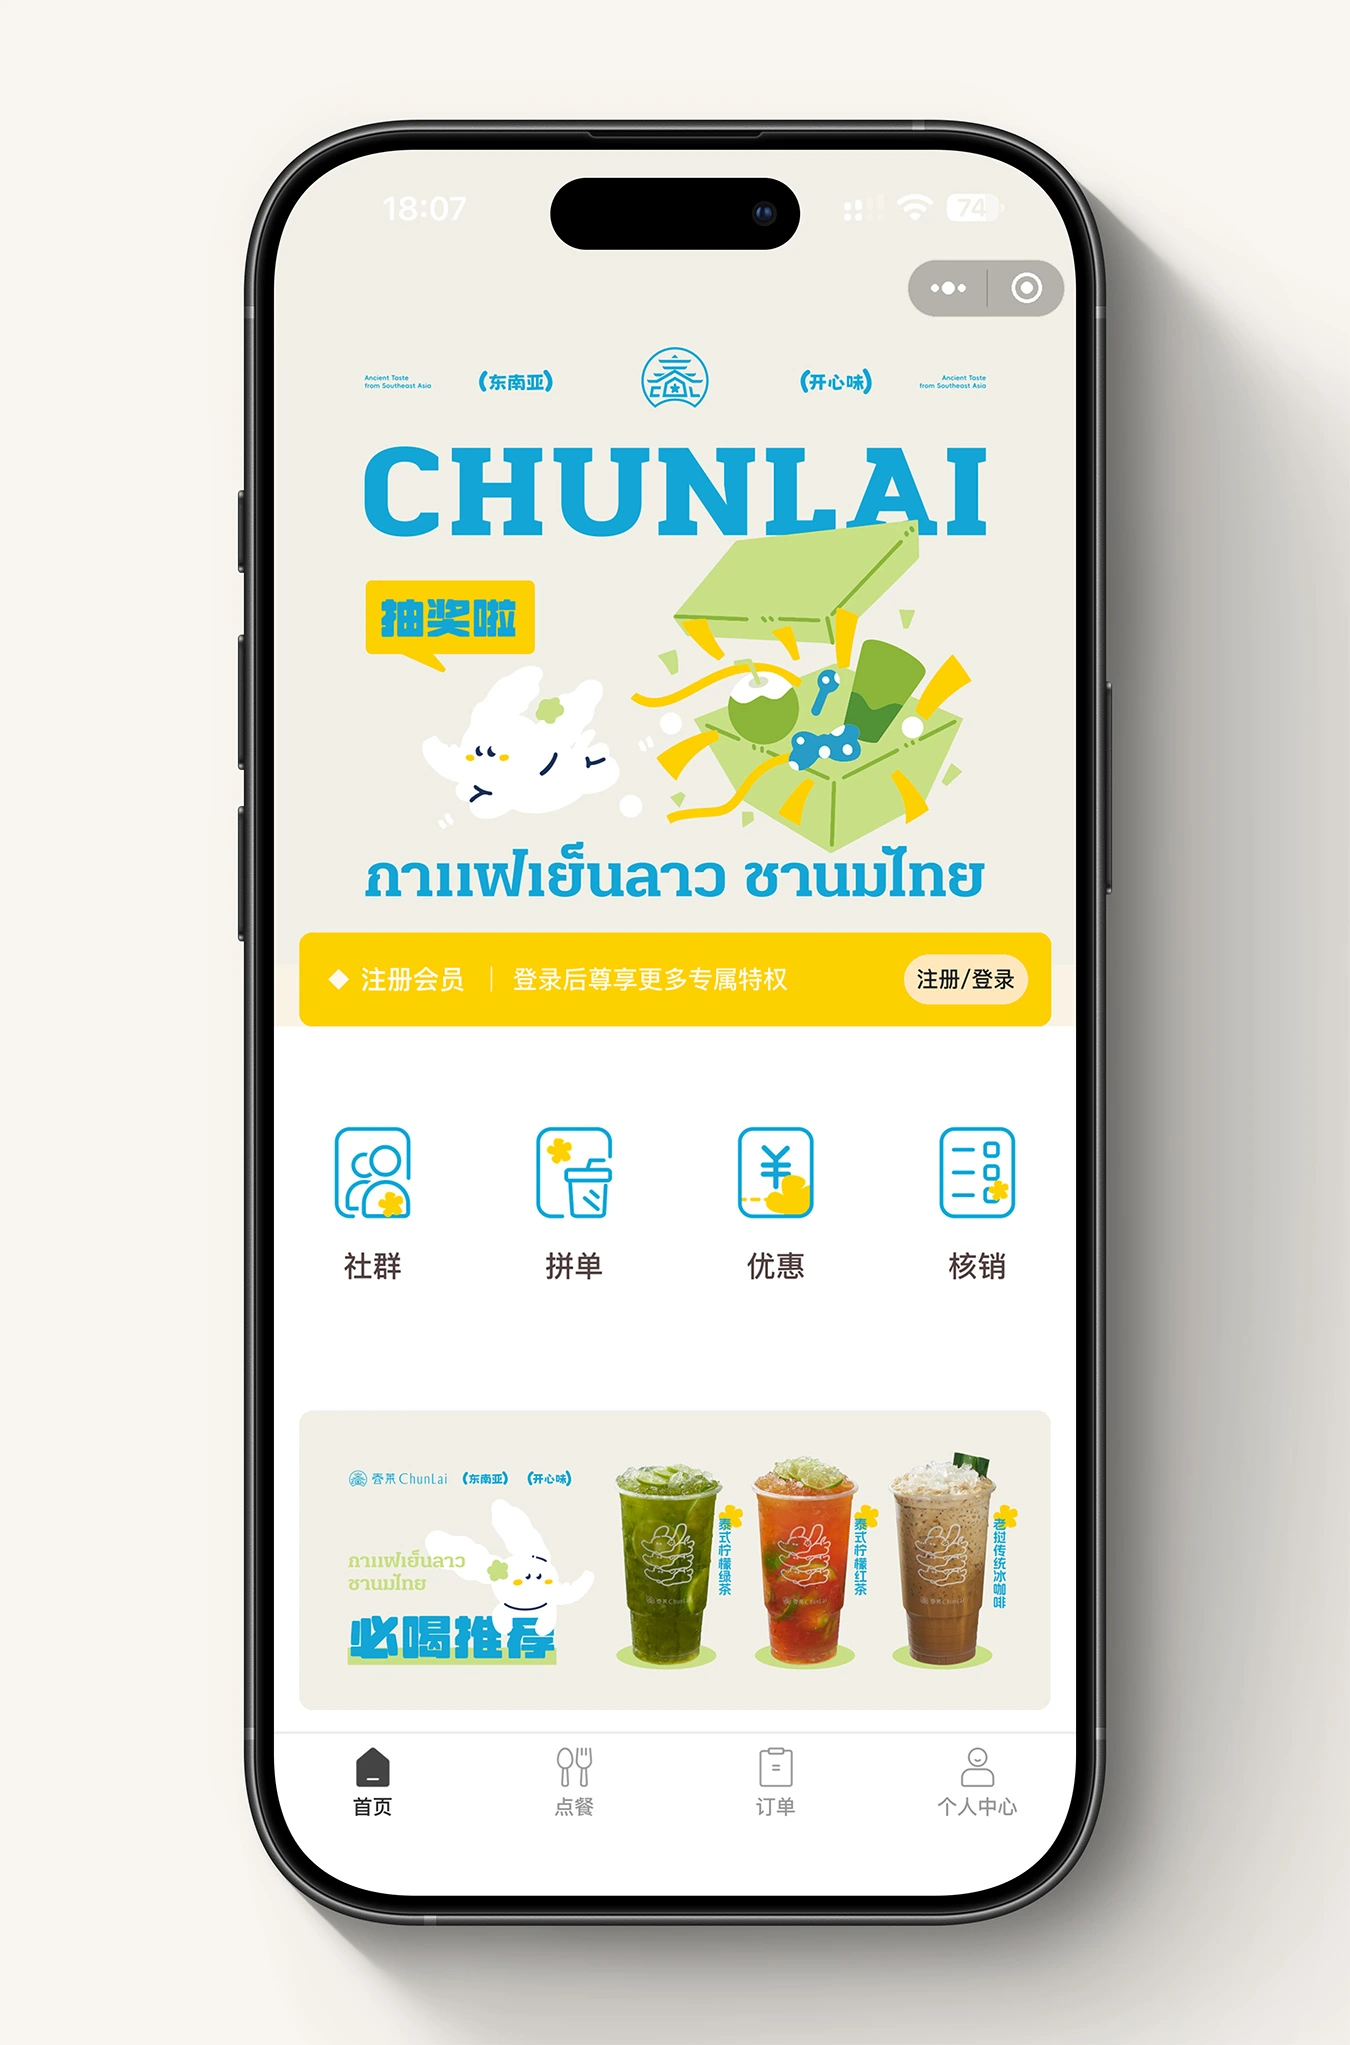 18:07
74
Ancient Taste
from Southeast Asia
(东南亚)
(开心味)
Ancient Taste
from Southeast Asia
CHUNLAI
抽奖啦
กาแฟเย็นลาว ชานมไทย
注册会员 | 登录后尊享更多专属特权
注册/登录
社群
拼单
优惠
核销
ChunLai (东南亚) (开心味)
กาแฟเย็นลาว
ชานมไทย
必喝推荐
泰式柠檬绿茶
泰式柠檬红茶
老挝传统冰咖啡
首页
点餐
订单
个人中心